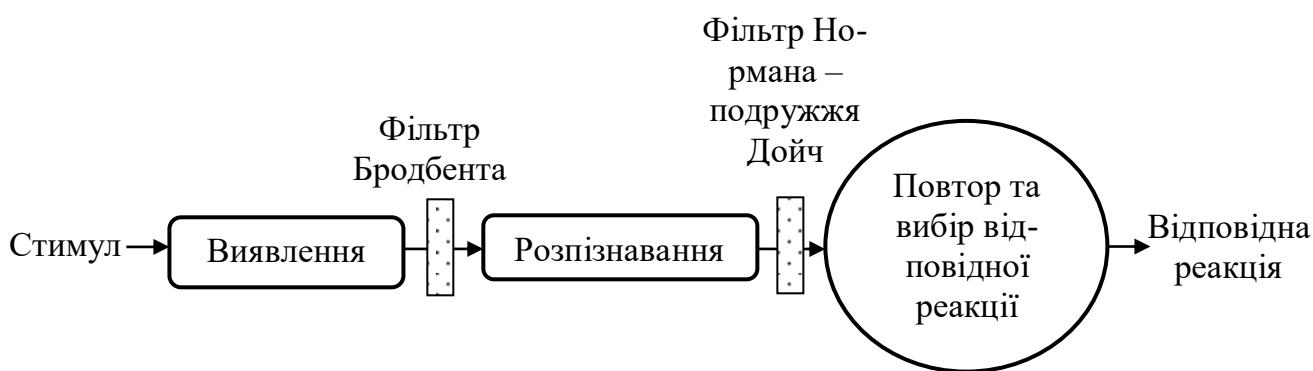 Фільтр Но-
рмана –
подружжя
Дойч
Фільтр
Бродбента
Стимул
Виявлення
Розпізнавання
Повтор та
вибір від-
повідної
реакції
Відповідна
реакція